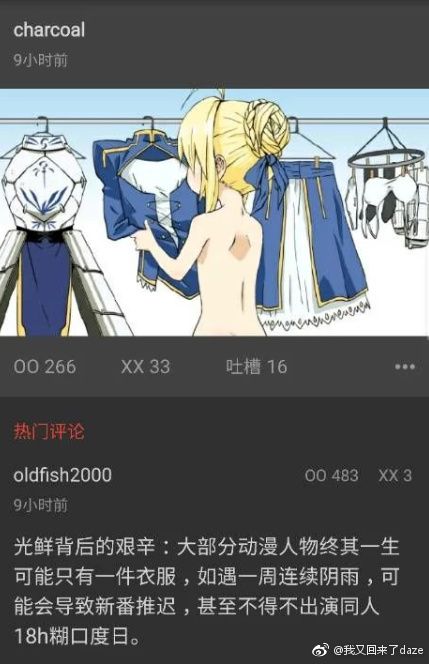 charcoal
9小时前
OO 266 XX 33 吐槽 16
热门评论
oldfish2000 OO 483 XX 3
9小时前
光鲜背后的艰辛：大部分动漫人物终其一生
可能只有一件衣服，如遇一周连续阴雨，可
能会导致新番推迟，甚至不得不出演同人
18h糊口度日。
@我又回来了daze